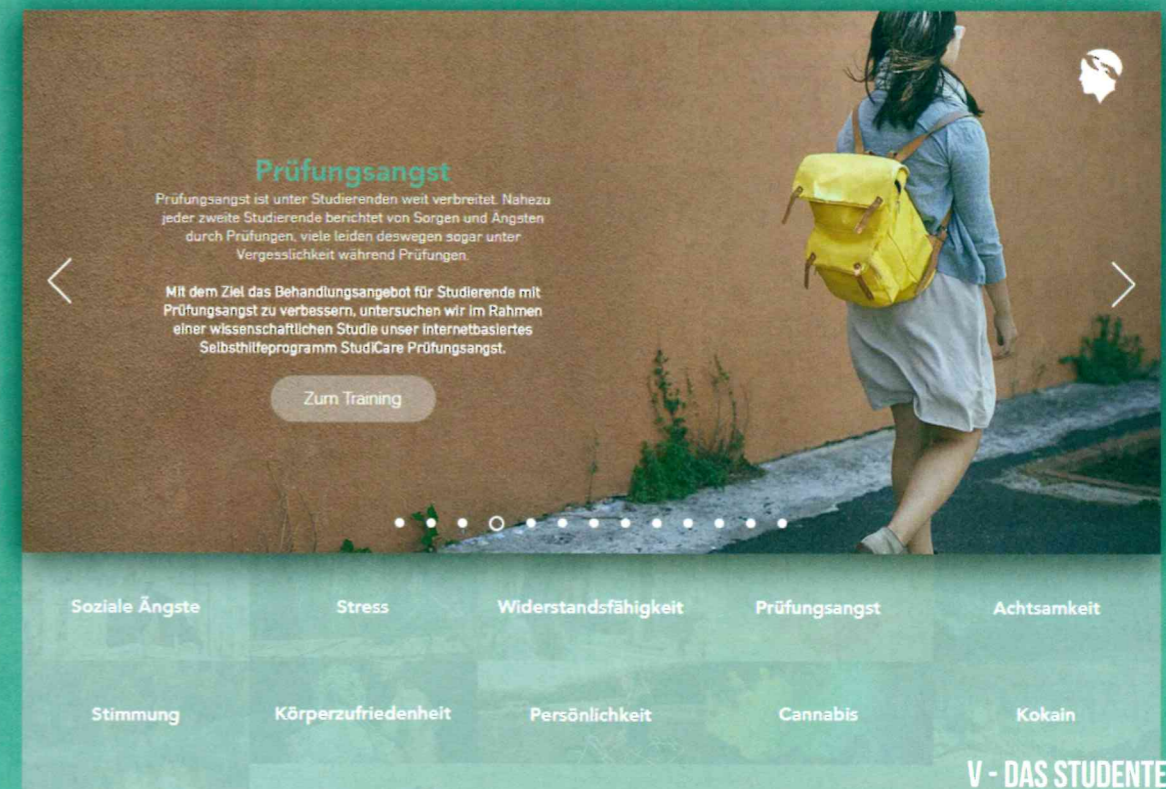 Prüfungsangst
Prüfungsangst ist unter Studierenden weit verbreitet. Nahezu
jeder zweite Studierende berichtet von Sorgen und Ängsten
durch Prüfungen, viele leiden deswegen sogar unter
Vergesslichkeit während Prüfungen.
Mit dem Ziel das Behandlungsangebot für Studierende mit
Prüfungsangst zu verbessern, untersuchen wir im Rahmen
einer wissenschaftlichen Studie unser internetbasiertes
Selbsthilfeprogramm StudiCare Prüfungsangst.
Zum Training
Soziale Ängste Stress Widerstandsfähigkeit Prüfungsangst Achtsamkeit
Stimmung Körperzufriedenheit Persönlichkeit Cannabis Kokain
V - DAS STUDENTE